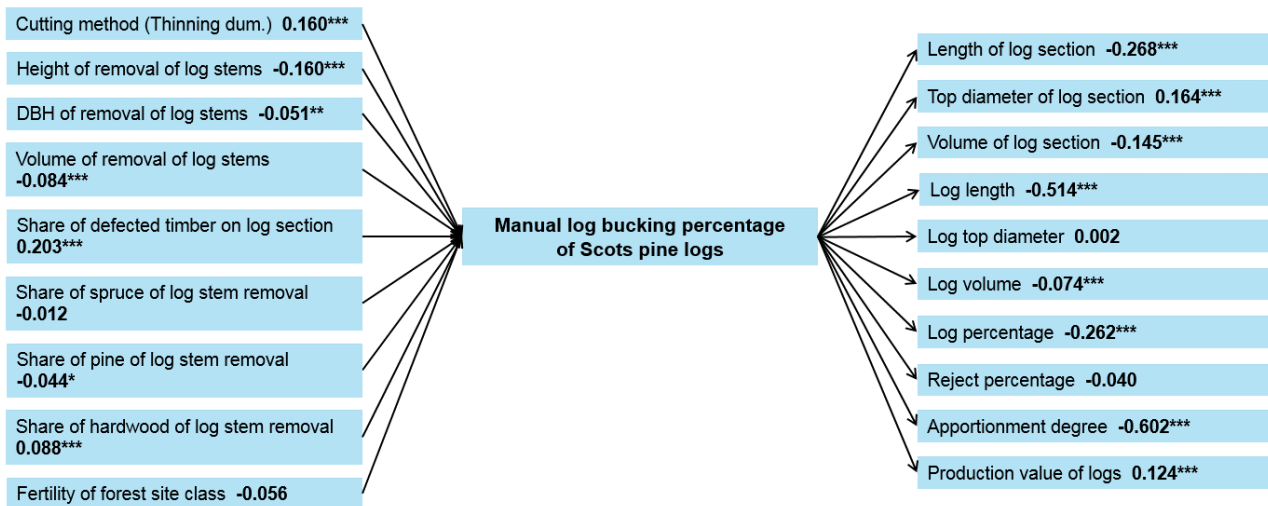 Cutting method (Thinning dum.) 0.160***
Height of removal of log stems -0.160***
DBH of removal of log stems -0.051**
Volume of removal of log stems
-0.084***
Share of defected timber on log section
0.203***
Share of spruce of log stem removal
-0.012
Share of pine of log stem removal
-0.044*
Share of hardwood of log stem removal
0.088***
Fertility of forest site class -0.056
Manual log bucking percentage
of Scots pine logs
Length of log section -0.268***
Top diameter of log section 0.164***
Volume of log section -0.145***
Log length -0.514***
Log top diameter 0.002
Log volume -0.074***
Log percentage -0.262***
Reject percentage -0.040
Apportionment degree -0.602***
Production value of logs 0.124***